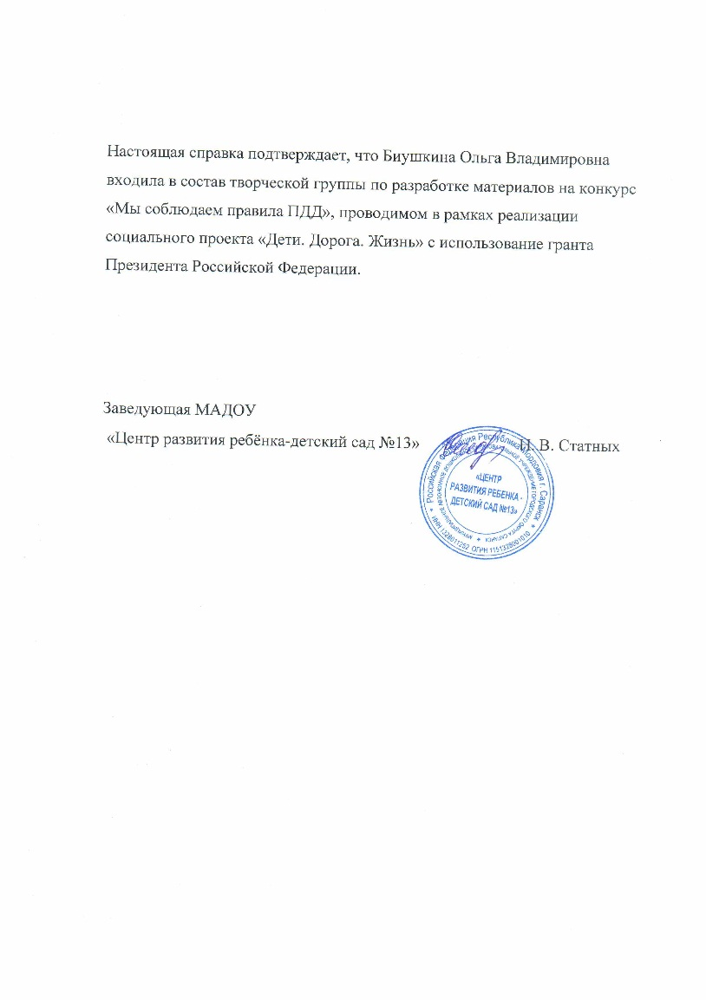 Настоящая справка подтверждает, что Биушкина Ольга Владимировна
входила в состав творческой группы по разработке материалов на конкурс
«Мы соблюдаем правила ПДД», проводимом в рамках реализации
социального проекта «Дети. Дорога. Жизнь» с использование гранта
Президента Российской Федерации.
Заведующая МАДОУ
«Центр развития ребёнка-детский сад №13»
В. Статных
Российская Федерация Республика Мордовия г. Саранск
ИНН 1328011252 ОГРН 1151328001010
«ЦЕНТР
РАЗВИТИЯ РЕБЕНКА -
ДЕТСКИЙ САД №13»